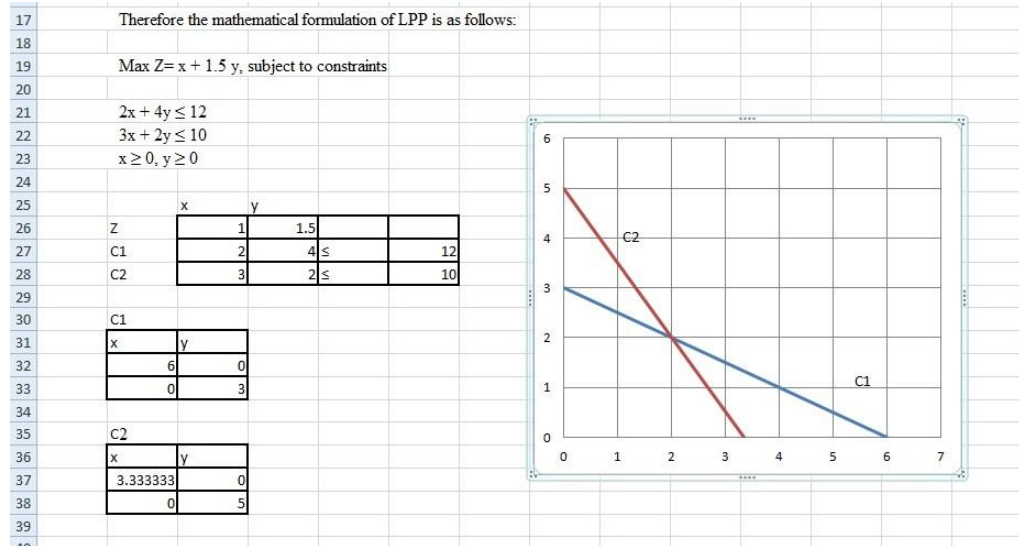 17 Therefore the mathematical formulation of LPP is as follows:
18
19 Max Z= x + 1.5 y, subject to constraints
20
21 2x + 4y ≤ 12
22 3x + 2y ≤ 10
23 x ≥ 0, y ≥ 0
24
25 x y
26 Z 1 1.5
27 C1 2 4 ≤ 12
28 C2 3 2 ≤ 10
29
30 C1
31 x y
32 6 0
33 0 3
34
35 C2
36 x y
37 3.333333 0
38 0 5
39
6
5
4 C2
3
2
1 C1
0
0 1 2 3 4 5 6 7